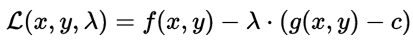 ℒ(x, y, λ) = f(x, y) − λ · (g(x, y) − c)